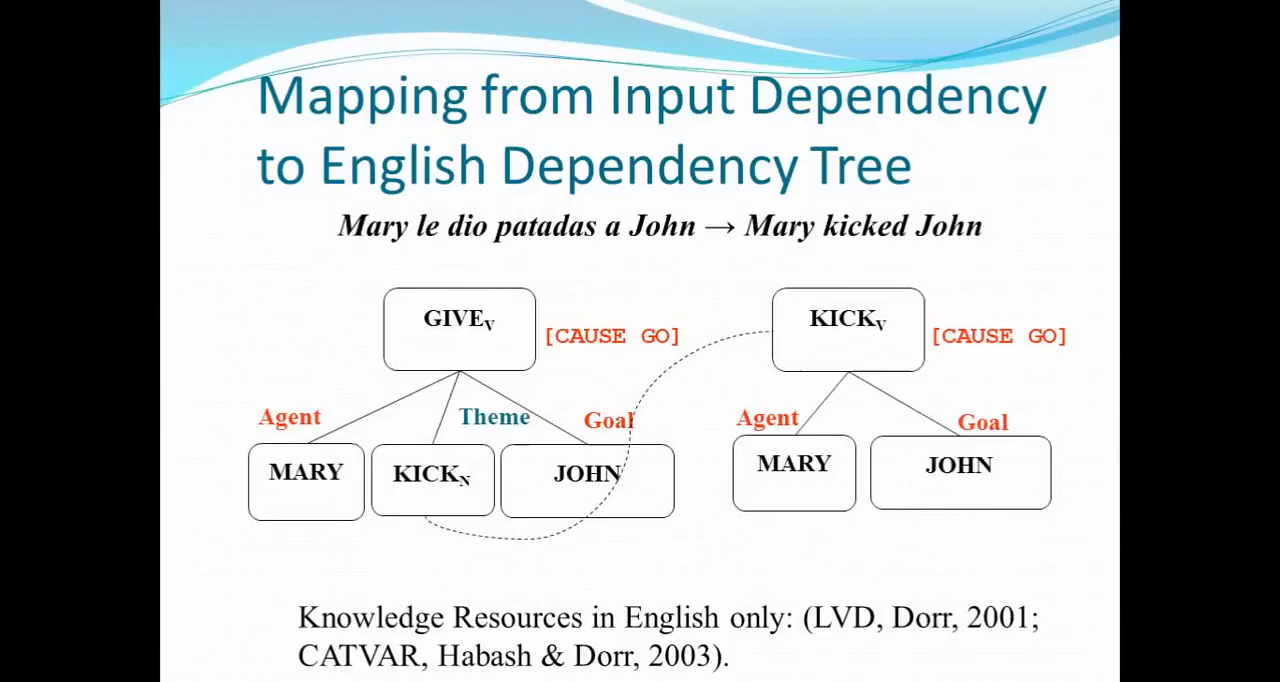 Mapping from Input Dependency
to English Dependency Tree
Mary le dio patadas a John → Mary kicked John
GIVEV
[CAUSE GO]
KICKV
[CAUSE GO]
Agent
Theme
Goal
Agent
Goal
MARY
KICKN
JOHN
MARY
JOHN
Knowledge Resources in English only: (LVD, Dorr, 2001;
CATVAR, Habash & Dorr, 2003).